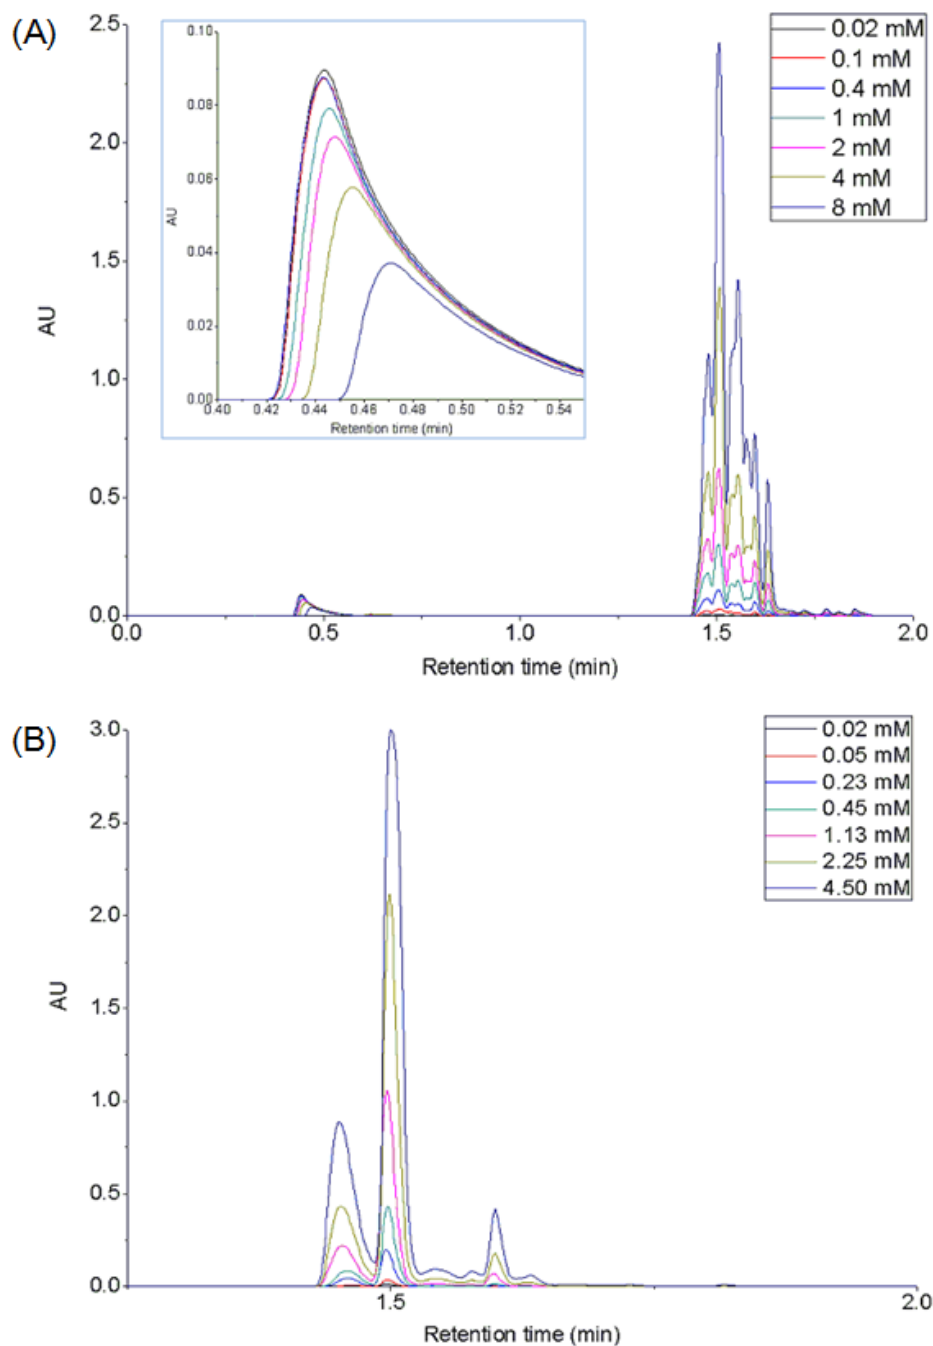 (A)
2.5
2.0
1.5
1.0
0.5
0.0
AU
0.10
0.08
0.06
0.04
0.02
0.00
AU
0.40 0.42 0.44 0.46 0.48 0.50 0.52 0.54
Retention time (min)
0.02 mM
0.1 mM
0.4 mM
1 mM
2 mM
4 mM
8 mM
0.0 0.5 1.0 1.5 2.0
Retention time (min)
(B)
3.0
2.5
2.0
1.5
1.0
0.5
0.0
AU
0.02 mM
0.05 mM
0.23 mM
0.45 mM
1.13 mM
2.25 mM
4.50 mM
1.5 2.0
Retention time (min)